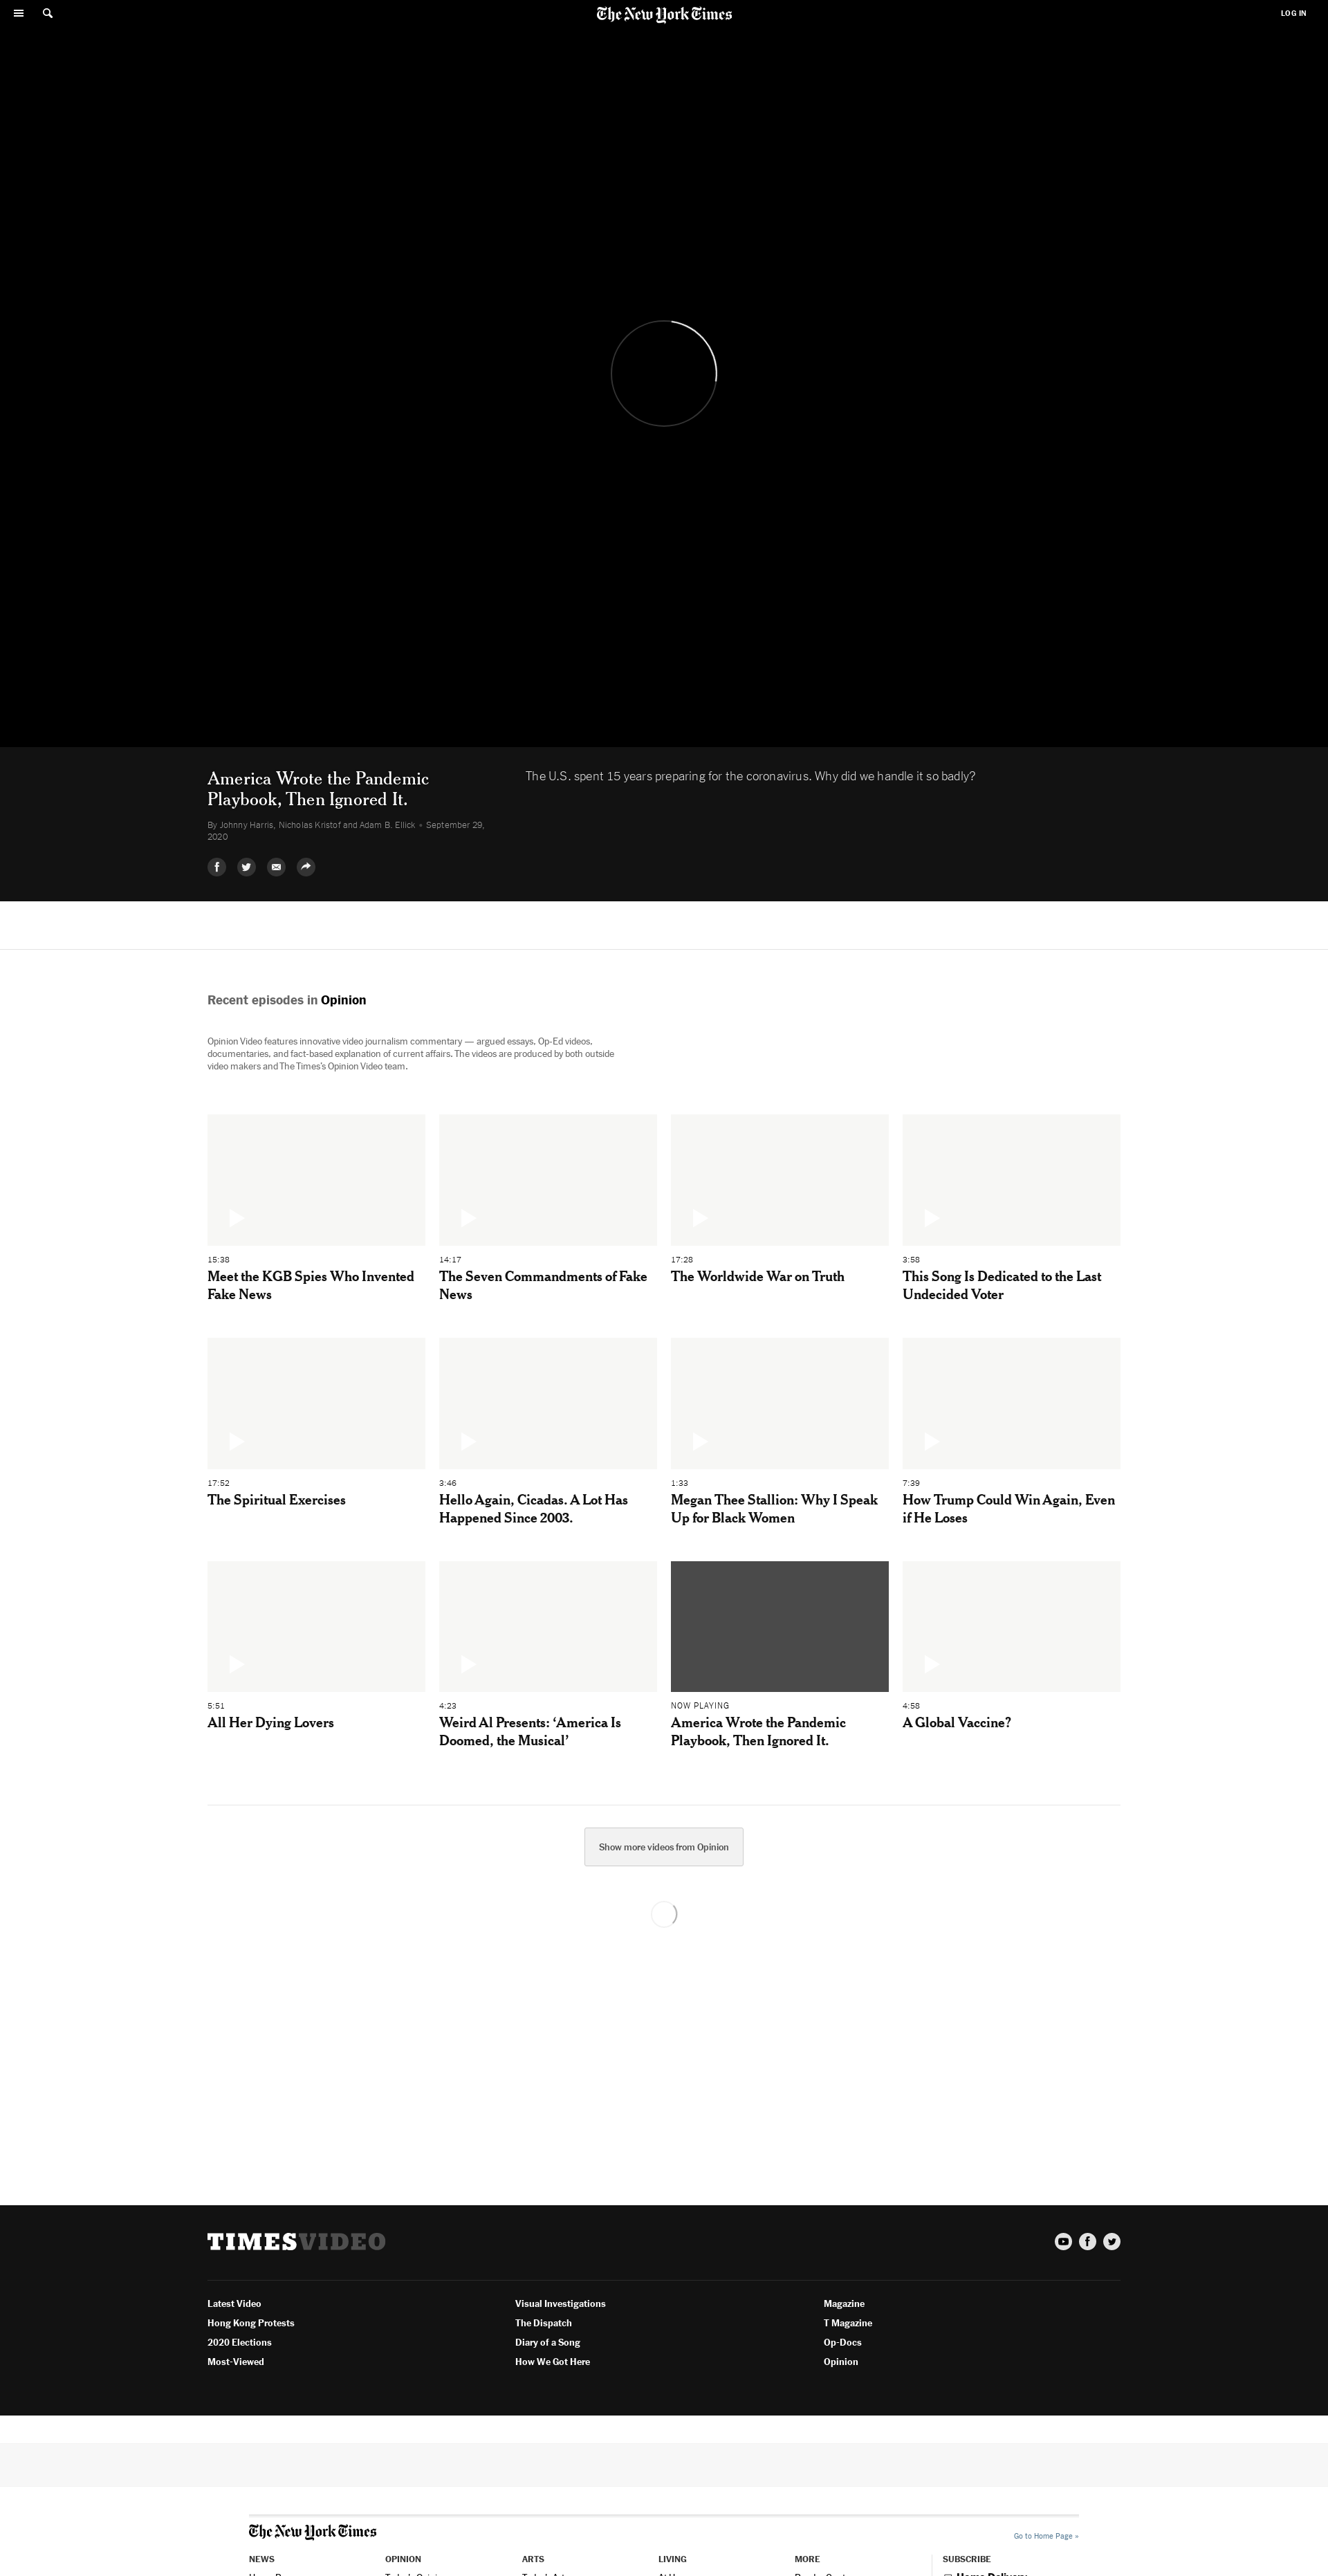 The New York Times
LOG IN
America Wrote the Pandemic
Playbook, Then Ignored It.
The U.S. spent 15 years preparing for the coronavirus. Why did we handle it so badly?
By Johnny Harris, Nicholas Kristof and Adam B. Ellick • September 29,
2020
Recent episodes in Opinion
Opinion Video features innovative video journalism commentary — argued essays, Op-Ed videos,
documentaries, and fact-based explanation of current affairs. The videos are produced by both outside
video makers and The Times's Opinion Video team.
15:38
Meet the KGB Spies Who Invented
Fake News
14:17
The Seven Commandments of Fake
News
17:28
The Worldwide War on Truth
3:58
This Song Is Dedicated to the Last
Undecided Voter
17:52
The Spiritual Exercises
3:46
Hello Again, Cicadas. A Lot Has
Happened Since 2003.
1:33
Megan Thee Stallion: Why I Speak
Up for Black Women
7:39
How Trump Could Win Again, Even
if He Loses
5:51
All Her Dying Lovers
4:23
Weird Al Presents: ‘America Is
Doomed, the Musical’
NOW PLAYING
America Wrote the Pandemic
Playbook, Then Ignored It.
4:58
A Global Vaccine?
Show more videos from Opinion
TIMESVIDEO
Latest Video
Hong Kong Protests
2020 Elections
Most-Viewed
Visual Investigations
The Dispatch
Diary of a Song
How We Got Here
Magazine
T Magazine
Op-Docs
Opinion
The New York Times
Go to Home Page »
NEWS
OPINION
ARTS
LIVING
MORE
SUBSCRIBE